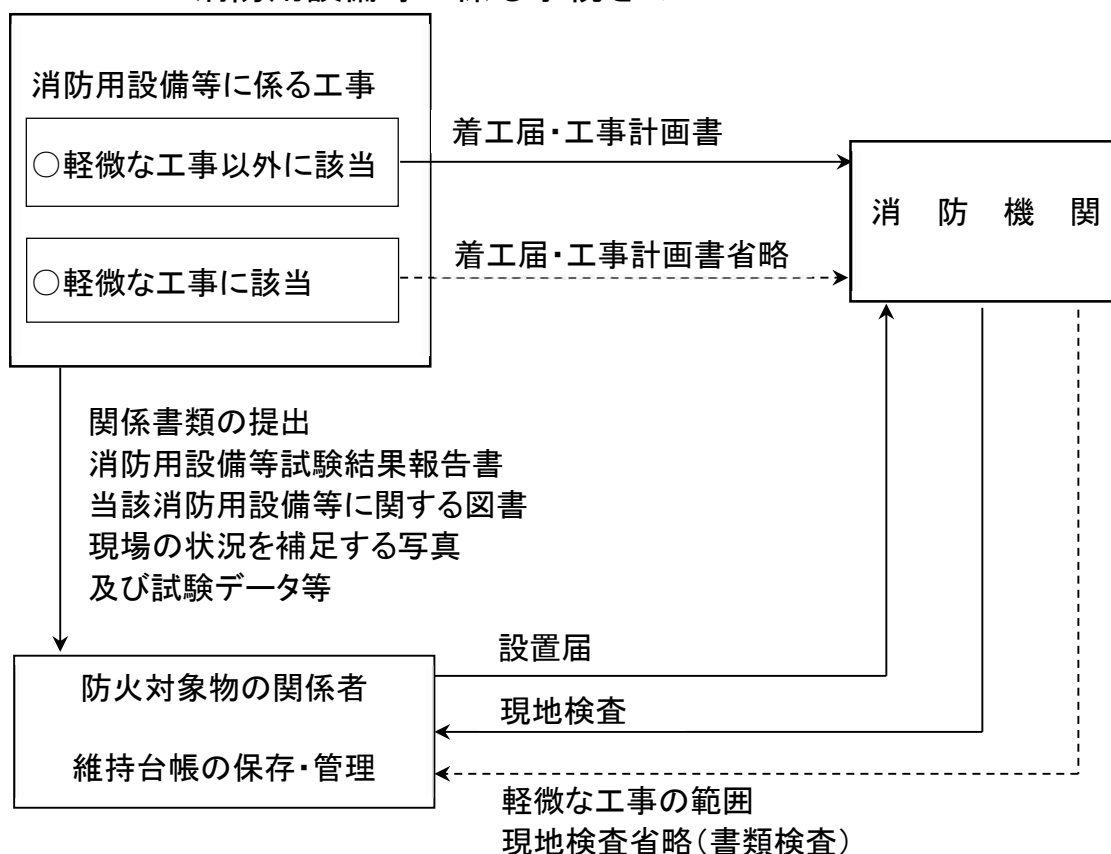 消防用設備等に係る工事
○軽微な工事以外に該当
○軽微な工事に該当
着工届・工事計画書
着工届・工事計画書省略
消 防 機 関
関係書類の提出
消防用設備等試験結果報告書
当該消防用設備等に関する図書
現場の状況を補足する写真
及び試験データ等
防火対象物の関係者
維持台帳の保存・管理
設置届
現地検査
軽微な工事の範囲
現地検査省略(書類検査)